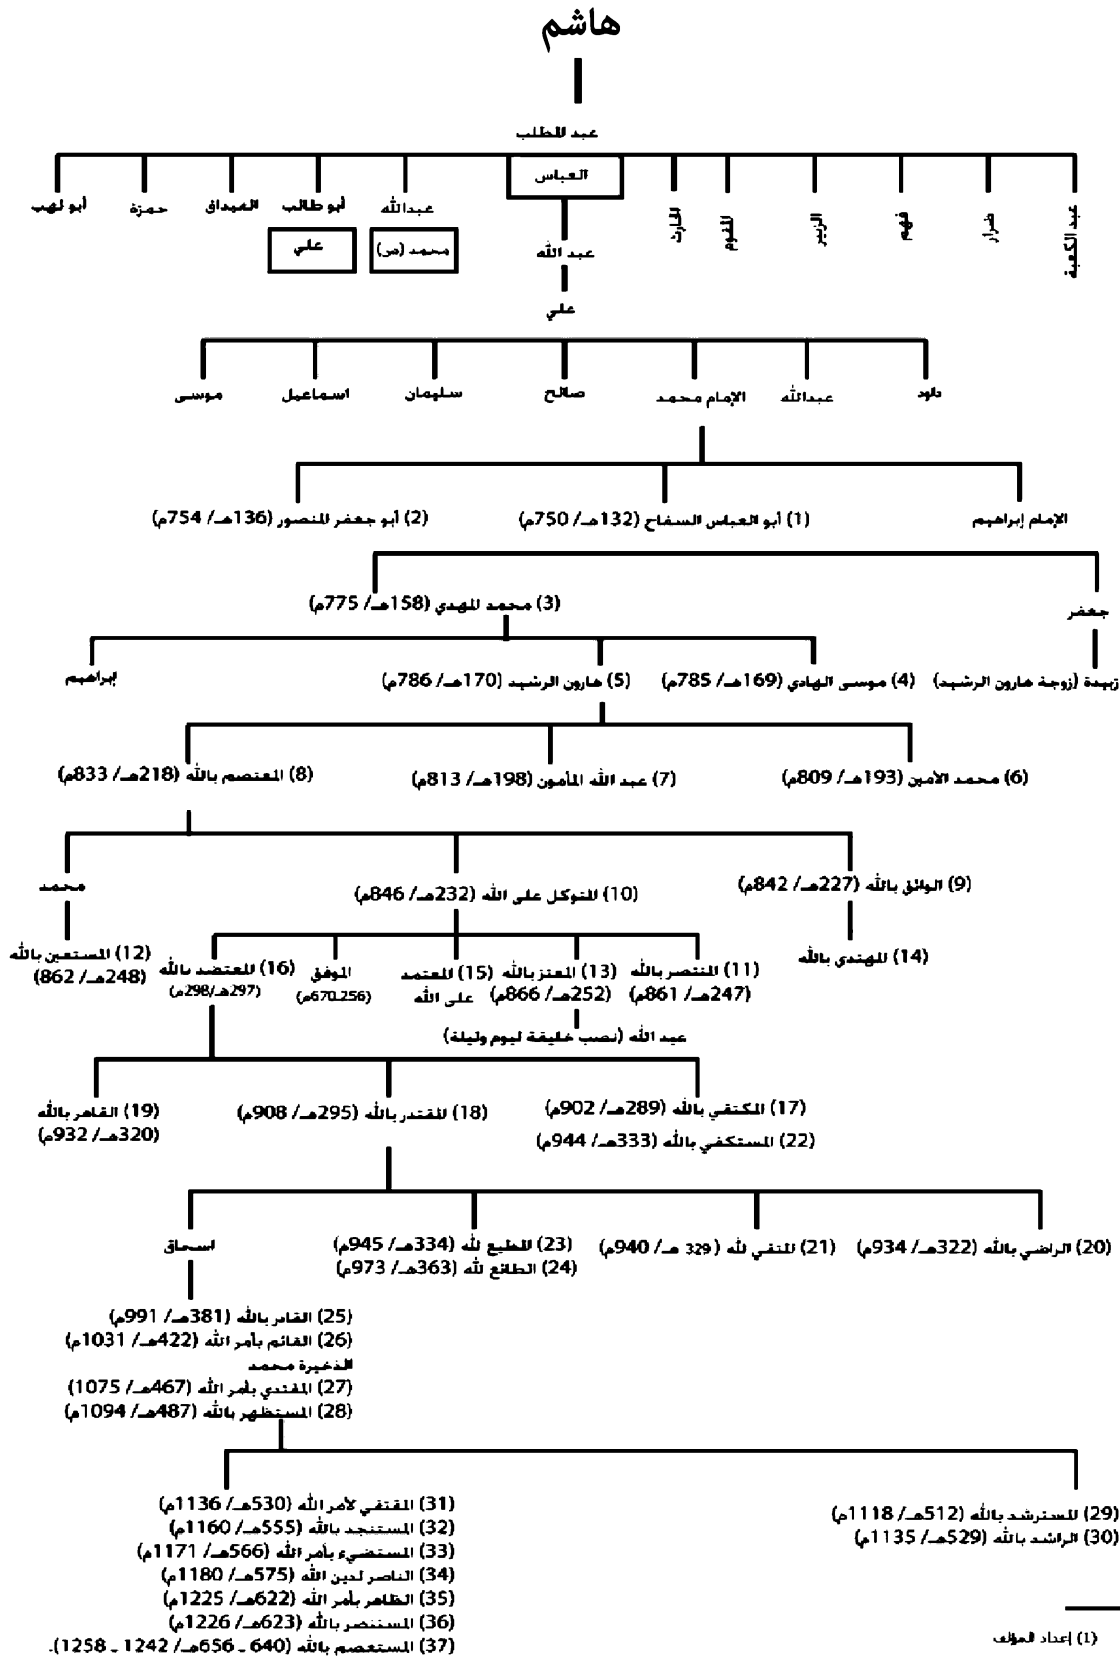 هاشم
عبد المطلب
العباس
عبد الكعبة
ضرار
فهم
الزبير
المقوم
الحارث
عبدالله
أبو طالب
الغيداق
حمزة
أبو لهب
محمد (ص)
علي
عبد الله
علي
داود
عبدالله
الإمام محمد
صالح
سليمان
اسماعيل
موسى
الإمام إبراهيم
(1) أبو العباس السفاح (132هـ/ 750م)
(2) أبو جعفر المنصور (136هـ/ 754م)
جعفر
(3) محمد المهدي (158هـ/ 775م)
زبيدة (زوجة هارون الرشيد)
(4) موسى الهادي (169هـ/ 785م)
(5) هارون الرشيد (170هـ/ 786م)
إبراهيم
(6) محمد الأمين (193هـ/ 809م)
(7) عبد الله المأمون (198هـ/ 813م)
(8) المعتصم بالله (218هـ/ 833م)
(9) الواثق بالله (227هـ/ 842م)
(10) المتوكل على الله (232هـ/ 846م)
محمد
(14) المهتدي بالله
(11) المنتصر بالله
(247هـ/ 861م)
(13) المعتز بالله
(252هـ/ 866م)
(15) المعتمد
على الله
الموفق
(256ـ670م)
(16) المعتضد بالله
(297هـ/298م)
(12) المستعين بالله
(248هـ/ 862م)
عبد الله (نصب خليفة ليوم وليلة)
(17) المكتفي بالله (289هـ/ 902م)
(22) المستكفي بالله (333هـ/ 944م)
(18) المقتدر بالله (295هـ/ 908م)
(19) القاهر بالله
(320هـ/ 932م)
(20) الراضي بالله (322هـ/ 934م)
(21) المتقي لله (329 هـ/ 940م)
(23) المطيع لله (334هـ/ 945م)
(24) الطائع لله (363هـ/ 973م)
اسحاق
(25) القادر بالله (381هـ/ 991م)
(26) القائم بأمر الله (422هـ/ 1031م)
الذخيرة محمد
(27) المقتدي بأمر الله (467هـ/ 1075)
(28) المستظهر بالله (487هـ/ 1094م)
(29) المسترشد بالله (512هـ/ 1118م)
(30) الراشد بالله (529هـ/ 1135م)
(31) المقتفي لأمر الله (530هـ/ 1136م)
(32) المستنجد بالله (555هـ/ 1160م)
(33) المستضيء بأمر الله (566هـ/ 1171م)
(34) الناصر لدين الله (575هـ/ 1180م)
(35) الظاهر بأمر الله (622هـ/ 1225م)
(36) المستنصر بالله (623هـ/ 1226م)
(37) المستعصم بالله (640 ـ 656هـ/ 1242 ـ 1258).
(1) إعداد المؤلف